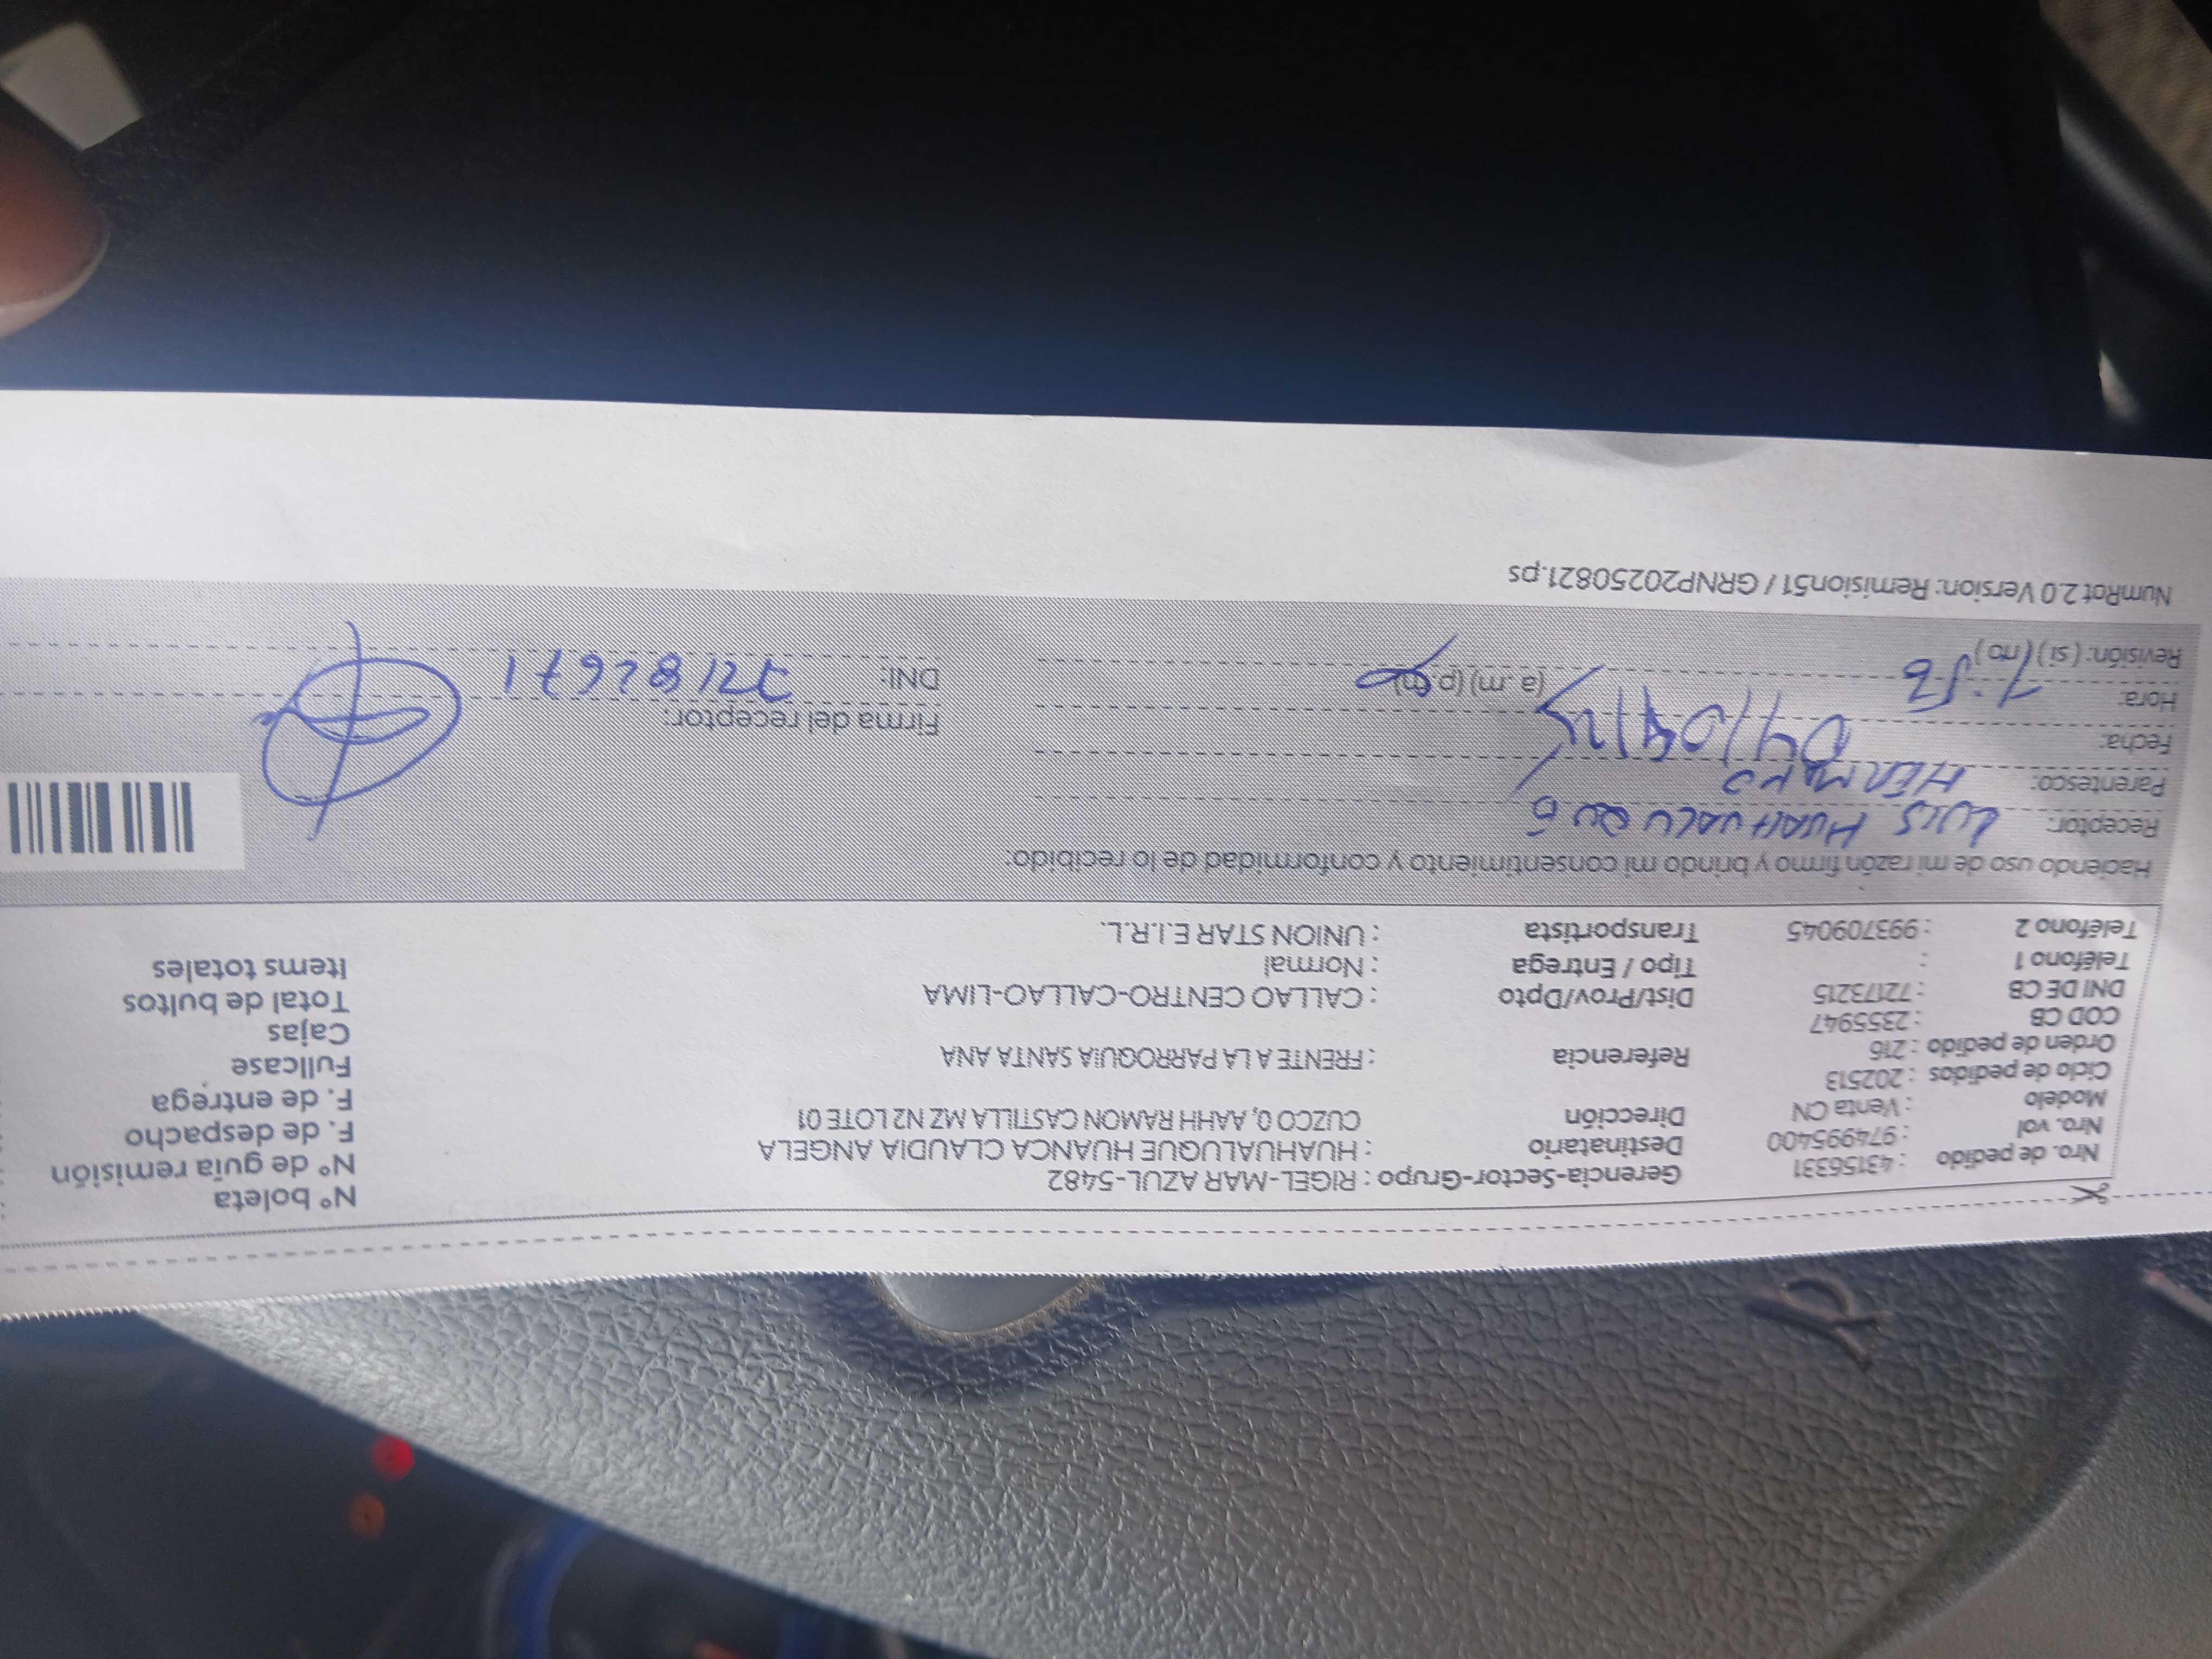 Nro. de pedido : 43156331 Gerencia-Sector-Grupo : RIGEL-MAR AZUL-5482 N° boleta
Nro. vol : 974995400 Destinatario : HUAHUALUQUE HUANCA CLAUDIA ANGELA N° de guía remisión
Modelo : Venta CN Dirección CUZCO 0, AAHH RAMON CASTILLA MZ N2 LOTE 01 F. de despacho
Ciclo de pedidos : 202513 F. de entrega
Orden de pedido : 216 Referencia : FRENTE A LA PARROQUIA SANTA ANA Fullcase
COD CB : 2355947 Cajas
DNI DE CB : 72173215 Dist/Prov/Dpto : CALLAO CENTRO-CALLAO-LIMA Total de bultos
Teléfono 1 : Tipo / Entrega : Normal Items totales
Teléfono 2 : 993709045 Transportista : UNION STAR E.I.R.L.
Haciendo uso de mi razón firmo y brindo mi consentimiento y conformidad de lo recibido:
Receptor: LUIS
Parentesco: HERMANO
Fecha: Firma del receptor:
Hora: (a .m) (p.m) DNI:
Revisión: ( si ) ( no )
NumRot 2.0 Version: Remision51 / GRNP20250821.ps